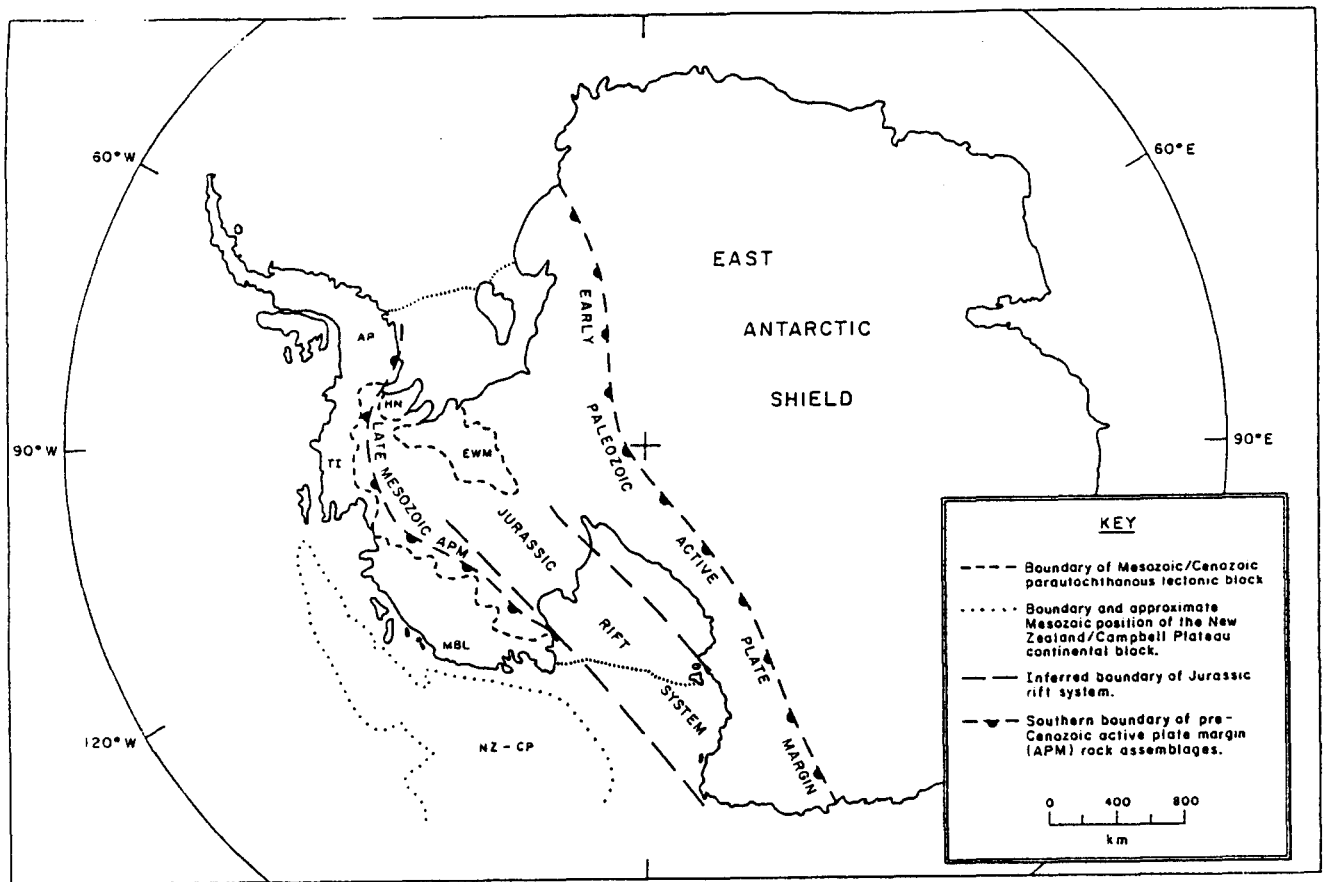 60°W
60°E
EAST
ANTARCTIC
SHIELD
EARLY
PALEOZOIC
ACTIVE
PLATE
MARGIN
AP
HN
EWM
TI
LATE
MESOZOIC
APM
JURASSIC
RIFT
SYSTEM
MBL
NZ-CP
90°W
90°E
120°W
KEY
Boundary of Mesozoic/Cenozoic
parautochthanous tectonic block
Boundary and approximate
Mesozoic position of the New
Zealand/Campbell Plateau
continental block.
Inferred boundary of Jurassic
rift system.
Southern boundary of pre-
Cenozoic active plate margin
(APM) rock assemblages.
0 400 800
km